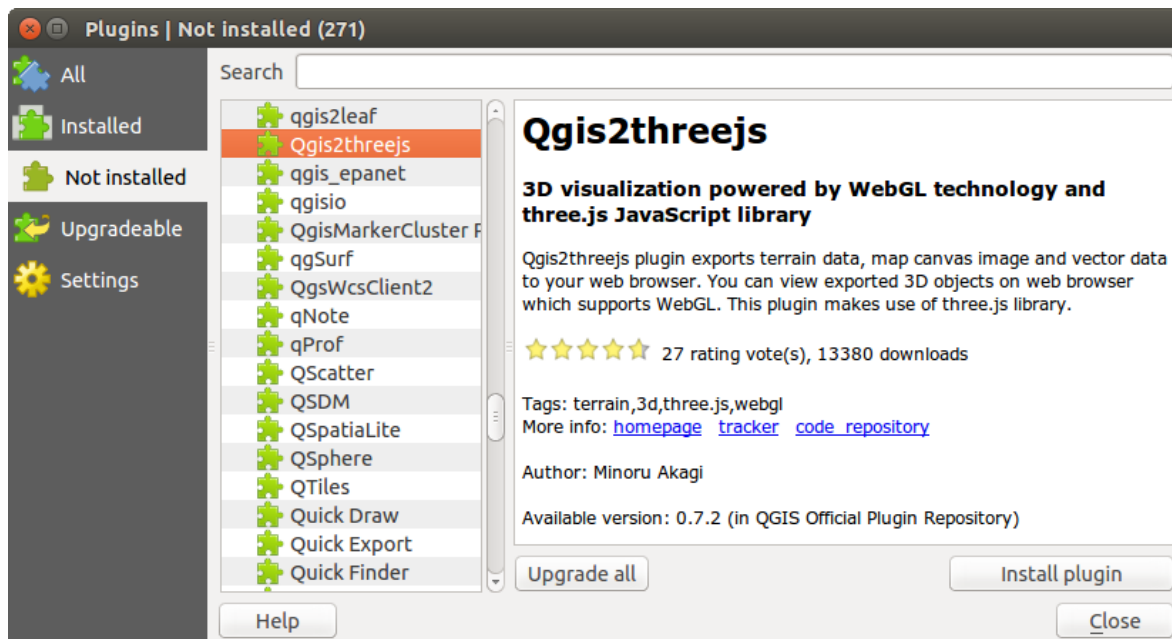 Plugins | Not installed (271)
All
Installed
Not installed
Upgradeable
Settings
Search
qgis2leaf
Qgis2threejs
qgis_epanet
qgisio
QgisMarkerCluster
qgSurf
QgsWcsClient2
qNote
qProf
QScatter
QSDM
QSpatiaLite
QSphere
QTiles
Quick Draw
Quick Export
Quick Finder
Qgis2threejs
3D visualization powered by WebGL technology and
three.js JavaScript library
Qgis2threejs plugin exports terrain data, map canvas image and vector data
to your web browser. You can view exported 3D objects on web browser
which supports WebGL. This plugin makes use of three.js library.
27 rating vote(s), 13380 downloads
Tags: terrain,3d,three.js,webgl
More info: homepage tracker code repository
Author: Minoru Akagi
Available version: 0.7.2 (in QGIS Official Plugin Repository)
Upgrade all
Install plugin
Help
Close